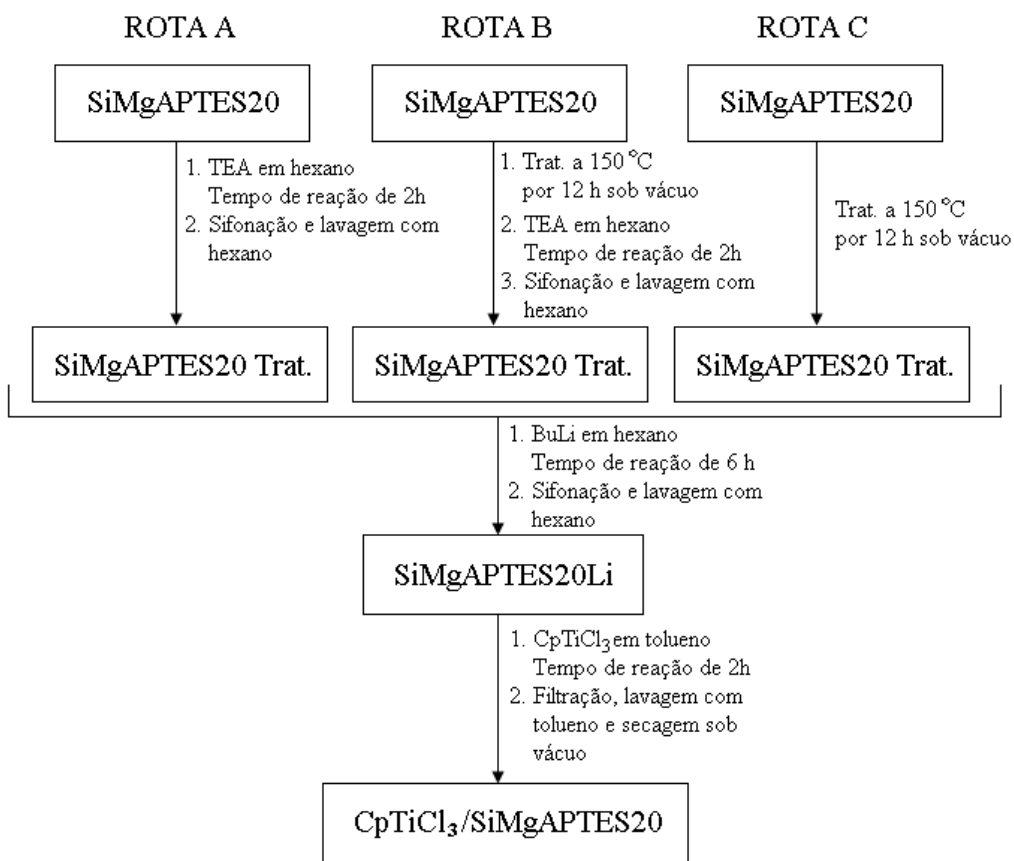 ROTA A
ROTA B
ROTA C
SiMgAPTES20
SiMgAPTES20
SiMgAPTES20
1. TEA em hexano
Tempo de reação de 2h
2. Sifonação e lavagem com
hexano
1. Trat. a 150 °C
por 12 h sob vácuo
2. TEA em hexano
Tempo de reação de 2h
3. Sifonação e lavagem com
hexano
Trat. a 150 °C
por 12 h sob vácuo
SiMgAPTES20 Trat.
SiMgAPTES20 Trat.
SiMgAPTES20 Trat.
1. BuLi em hexano
Tempo de reação de 6 h
2. Sifonação e lavagem com
hexano
SiMgAPTES20Li
1. CpTiCl₃ em tolueno
Tempo de reação de 2h
2. Filtração, lavagem com
tolueno e secagem sob
vácuo
CpTiCl₃/SiMgAPTES20